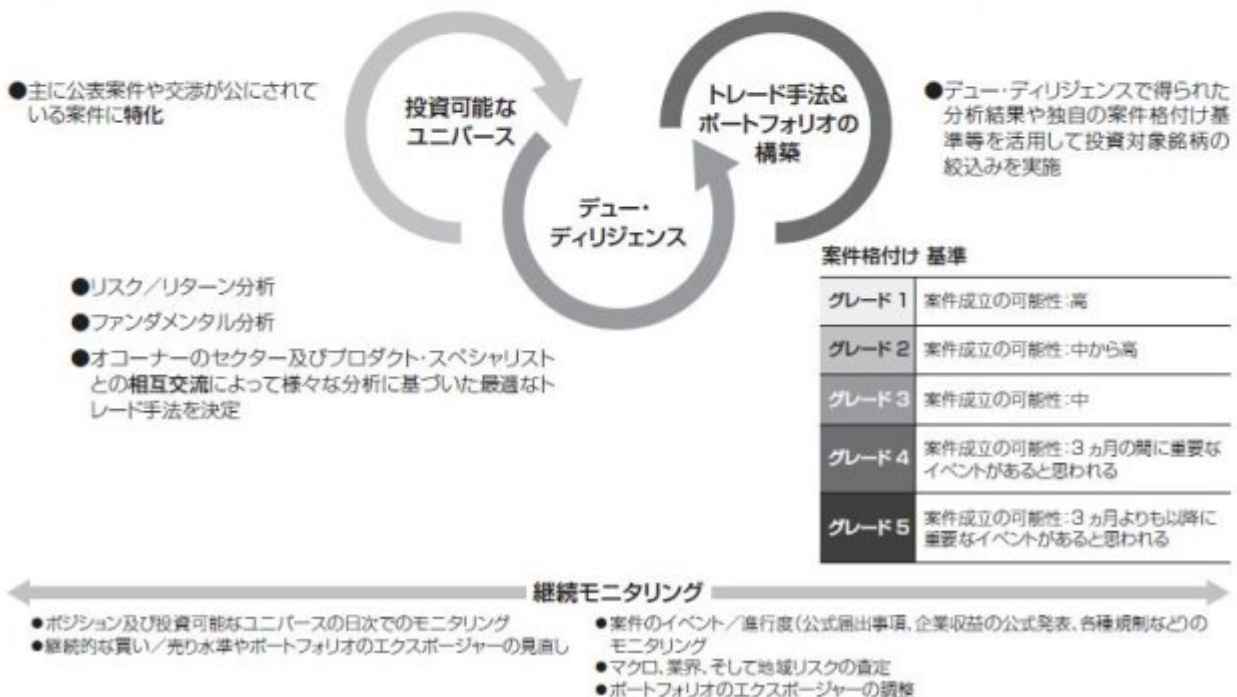 ●主に公表案件や交渉が公にされて
いる案件に特化
投資可能な
ユニバース
トレード手法&
ポートフォリオの
構築
●デュー・ディリジェンスで得られた
分析結果や独自の案件格付け基
準等を活用して投資対象銘柄の
絞込みを実施
デュー・
ディリジェンス
●リスク／リターン分析
●ファンダメンタル分析
●オコーナーのセクター及びプロダクト・スペシャリスト
との相互交流によって様々な分析に基づいた最適なト
レード手法を決定
案件格付け 基準
グレード 1 案件成立の可能性:高
グレード 2 案件成立の可能性:中から高
グレード 3 案件成立の可能性:中
グレード 4 案件成立の可能性:3ヵ月の間に重要な
イベントがあると思われる
グレード 5 案件成立の可能性:3ヵ月よりも以降に
重要なイベントがあると思われる
継続モニタリング
●ポジション及び投資可能なユニバースの日次でのモニタリング
●継続的な買い／売り水準やポートフォリオのエクスポージャーの見直し
●案件のイベント／進行度(公式届出事項、企業収益の公式発表、各種規制など)の
モニタリング
●マクロ、業界、そして地域リスクの査定
●ポートフォリオのエクスポージャーの調整